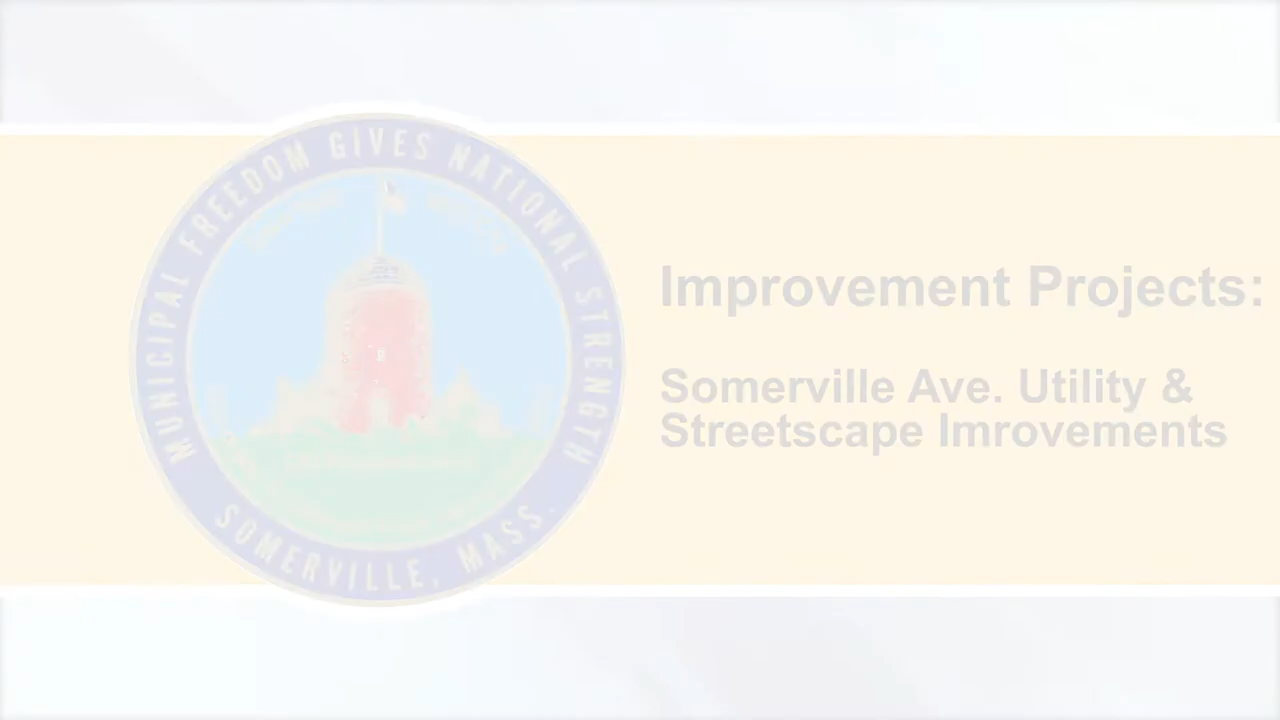 MUNICIPAL FREEDOM GIVES NATIONAL STRENGTH
SOMERVILLE, MASS.
Improvement Projects:
Somerville Ave. Utility &
Streetscape Imrovements